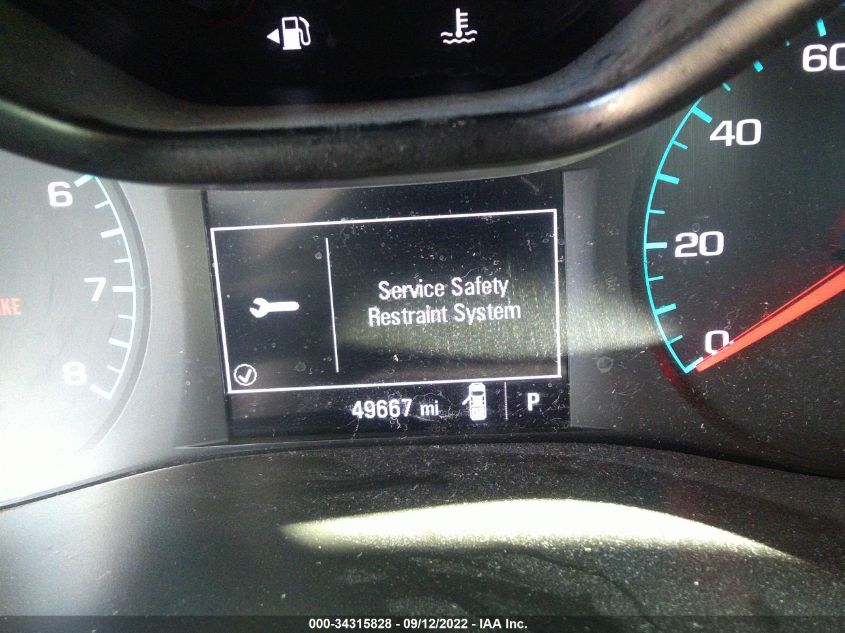 60
6
40
7
20
Service Safety
Restraint System
KE
8
0
49667 mi
P
000-34315828 - 09/12/2022 - IAA Inc.